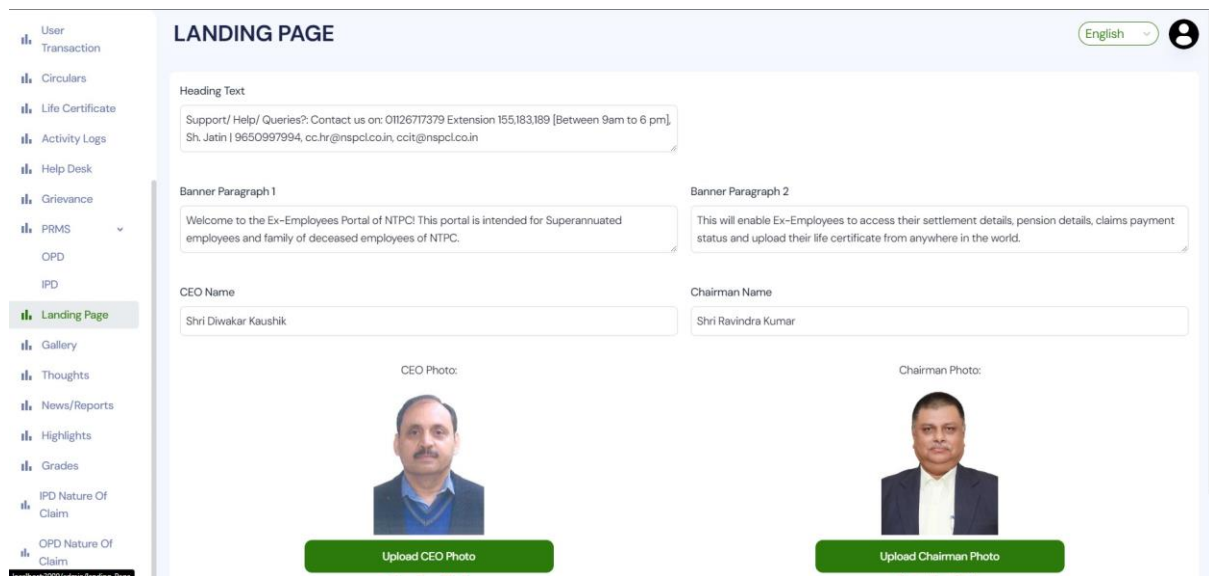 User
Transaction
Circulars
Life Certificate
Activity Logs
Help Desk
Grievance
PRMS
OPD
IPD
Landing Page
Gallery
Thoughts
News/Reports
Highlights
Grades
IPD Nature Of
Claim
OPD Nature Of
Claim
LANDING PAGE
English
Heading Text
Support/ Help/ Queries?: Contact us on: 01126717379 Extension 155,183,189 [Between 9am to 6 pm],
Sh. Jatin | 9650997994, cc.hr@nspcl.co.in, ccit@nspcl.co.in
Banner Paragraph 1
Welcome to the Ex-Employees Portal of NTPC! This portal is intended for Superannuated
employees and family of deceased employees of NTPC.
Banner Paragraph 2
This will enable Ex-Employees to access their settlement details, pension details, claims payment
status and upload their life certificate from anywhere in the world.
CEO Name
Shri Diwakar Kaushik
Chairman Name
Shri Ravindra Kumar
CEO Photo:
Upload CEO Photo
Chairman Photo:
Upload Chairman Photo